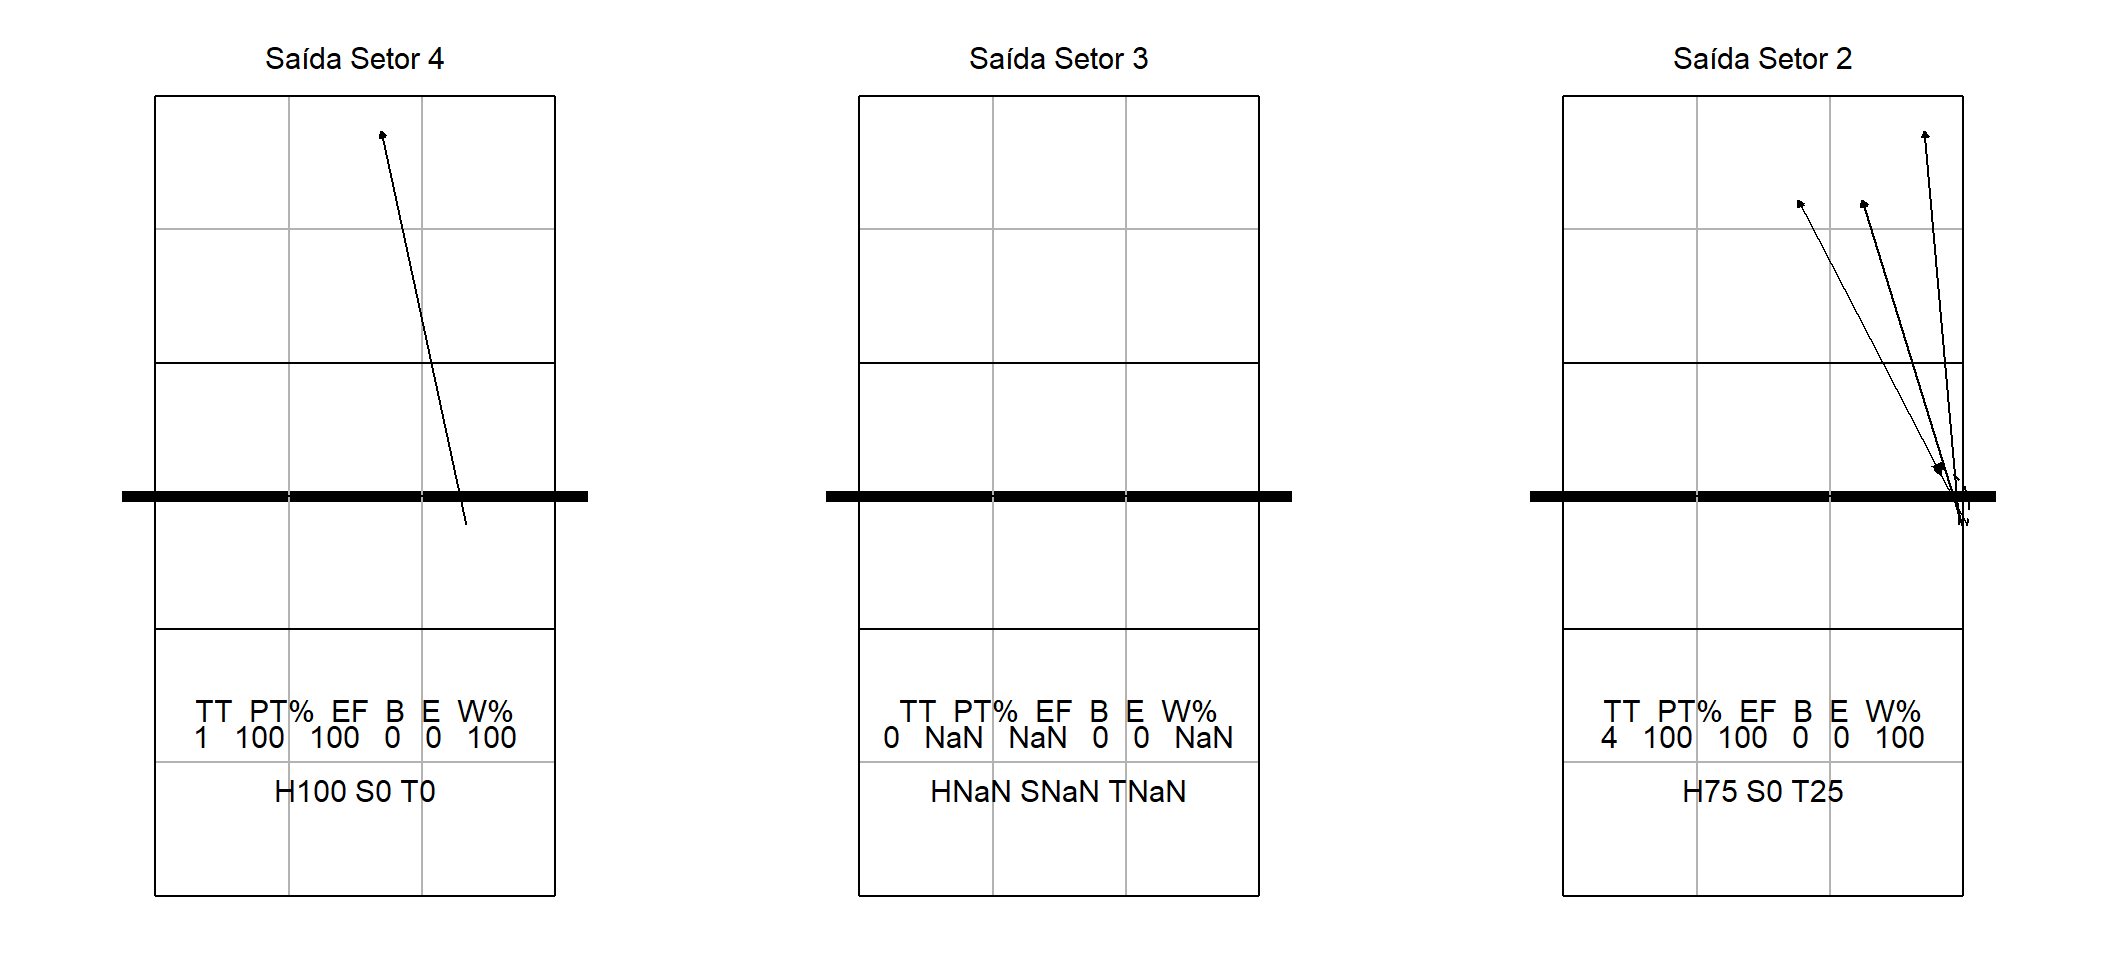 Saída Setor 4
TT PT% EF B E W%
1 100 100 0 0 100
H100 S0 T0
Saída Setor 3
TT PT% EF B E W%
0 NaN NaN 0 0 NaN
HNaN SNaN TNaN
Saída Setor 2
TT PT% EF B E W%
4 100 100 0 0 100
H75 S0 T25